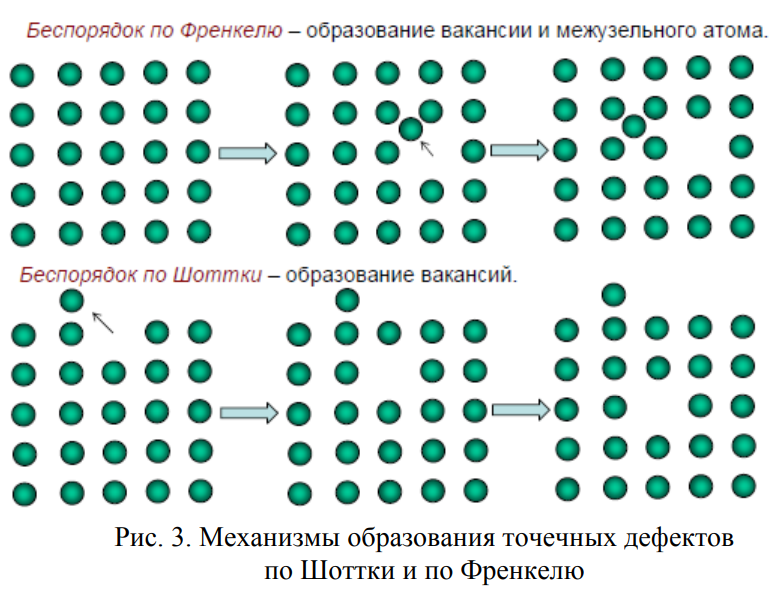 Беспорядок по Френкелю – образование вакансии и межузельного атома.
Беспорядок по Шоттки – образование вакансий.
Рис. 3. Механизмы образования точечных дефектов
по Шоттки и по Френкелю